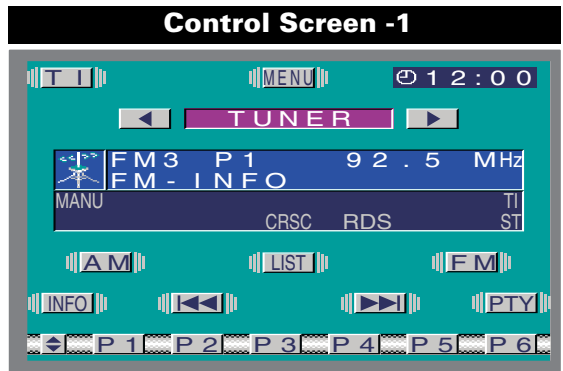 Control Screen -1
TI MENU 12:00
TUNER
FM3 P1 92.5 MHz
FM-INFO
MANU TI
CRSC RDS ST
AM LIST FM
INFO PTY
P1 P2 P3 P4 P5 P6